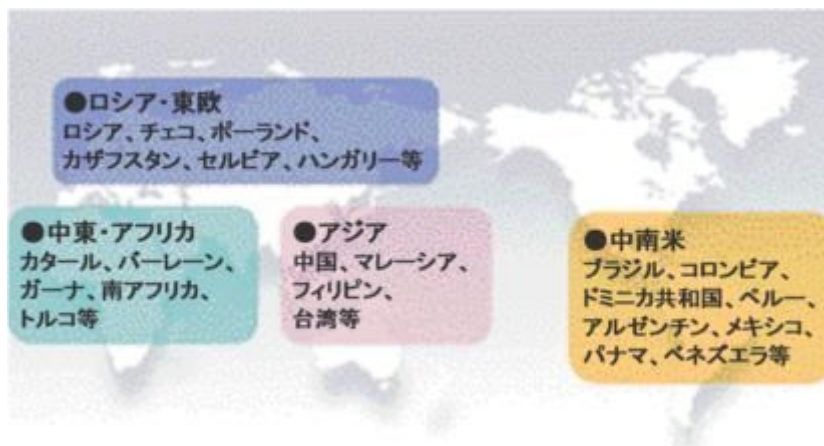 ●ロシア・東欧
ロシア、チェコ、ポーランド、
カザフスタン、セルビア、ハンガリー等
●中東・アフリカ
カタール、バーレーン、
ガーナ、南アフリカ、
トルコ等
●アジア
中国、マレーシア、
フィリピン、
台湾等
●中南米
ブラジル、コロンビア、
ドミニカ共和国、ペルー、
アルゼンチン、メキシコ、
パナマ、ベネズエラ等